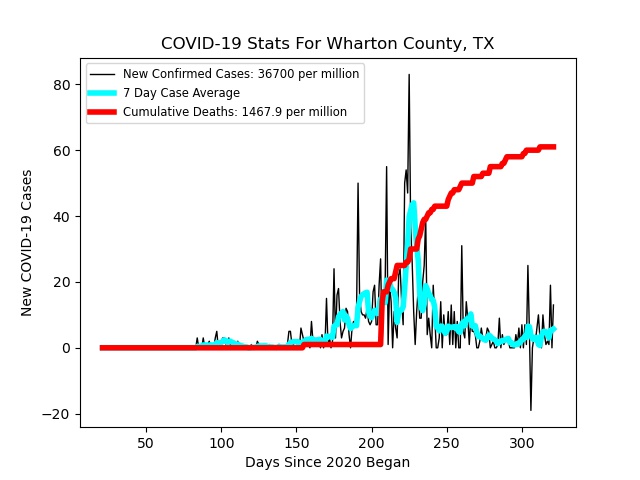 COVID-19 Stats For Wharton County, TX
New Confirmed Cases: 36700 per million
7 Day Case Average
Cumulative Deaths: 1467.9 per million
New COVID-19 Cases
80
60
40
20
0
−20
50 100 150 200 250 300
Days Since 2020 Began